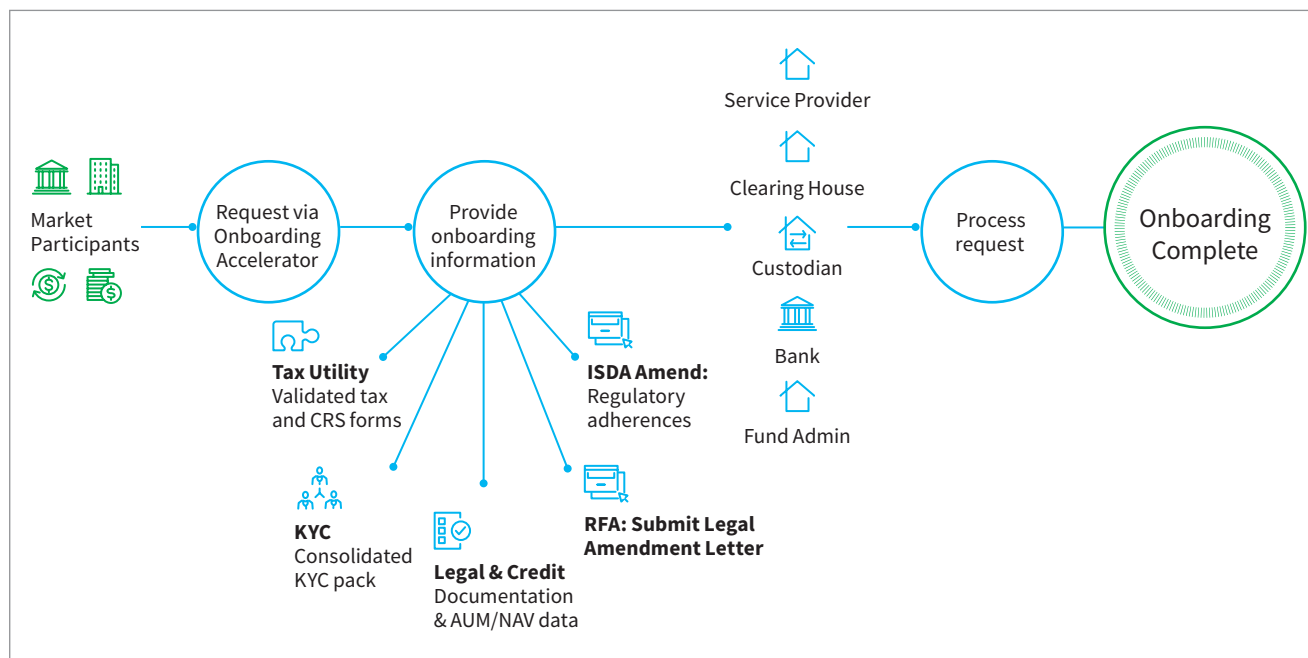 Market
Participants
Request via
Onboarding
Accelerator
Provide
onboarding
information
Tax Utility
Validated tax
and CRS forms
KYC
Consolidated
KYC pack
Legal & Credit
Documentation
& AUM/NAV data
RFA: Submit Legal
Amendment Letter
ISDA Amend:
Regulatory
adherences
Service Provider
Clearing House
Custodian
Bank
Fund Admin
Process
request
Onboarding
Complete